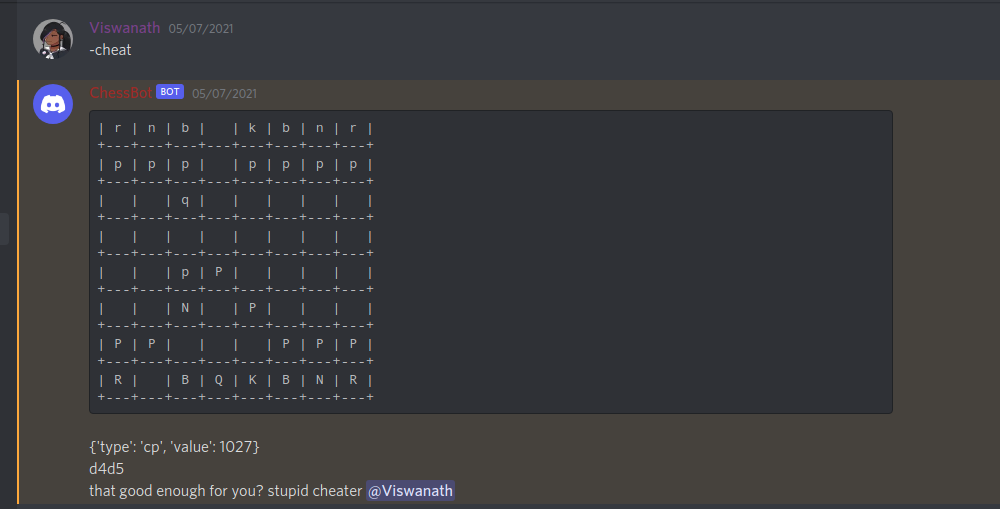 Viswanath 05/07/2021
-cheat
ChessBot BOT 05/07/2021
| r | n | b |   | k | b | n | r |
+---+---+---+---+---+---+---+---+
| p | p | p |   | p | p | p | p |
+---+---+---+---+---+---+---+---+
|   |   | q |   |   |   |   |   |
+---+---+---+---+---+---+---+---+
|   |   |   |   |   |   |   |   |
+---+---+---+---+---+---+---+---+
|   |   | p | P |   |   |   |   |
+---+---+---+---+---+---+---+---+
|   |   | N |   | P |   |   |   |
+---+---+---+---+---+---+---+---+
| P | P |   |   |   | P | P | P |
+---+---+---+---+---+---+---+---+
| R |   | B | Q | K | B | N | R |
+---+---+---+---+---+---+---+---+
{'type': 'cp', 'value': 1027}
d4d5
that good enough for you? stupid cheater @Viswanath